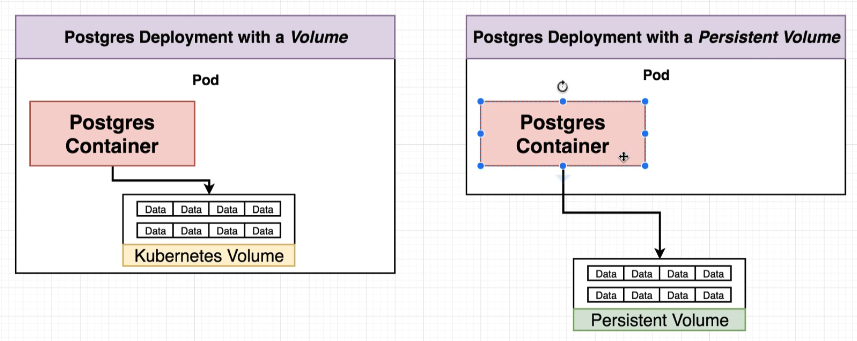 Postgres Deployment with a Volume
Pod
Postgres
Container
Data Data Data Data
Data Data Data Data
Kubernetes Volume
Postgres Deployment with a Persistent Volume
Pod
Postgres
Container
Data Data Data Data
Data Data Data Data
Persistent Volume